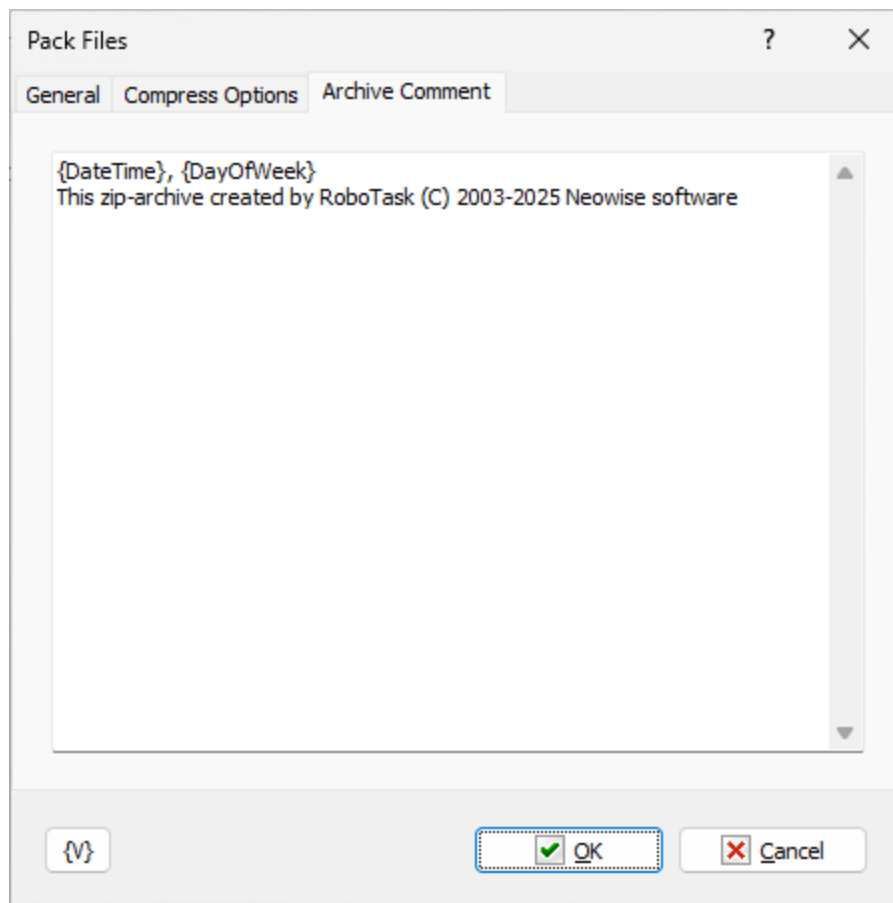 Pack Files ?
General Compress Options Archive Comment
{DateTime}, {DayOfWeek}
This zip-archive created by RoboTask (C) 2003-2025 Neowise software
{V} OK Cancel